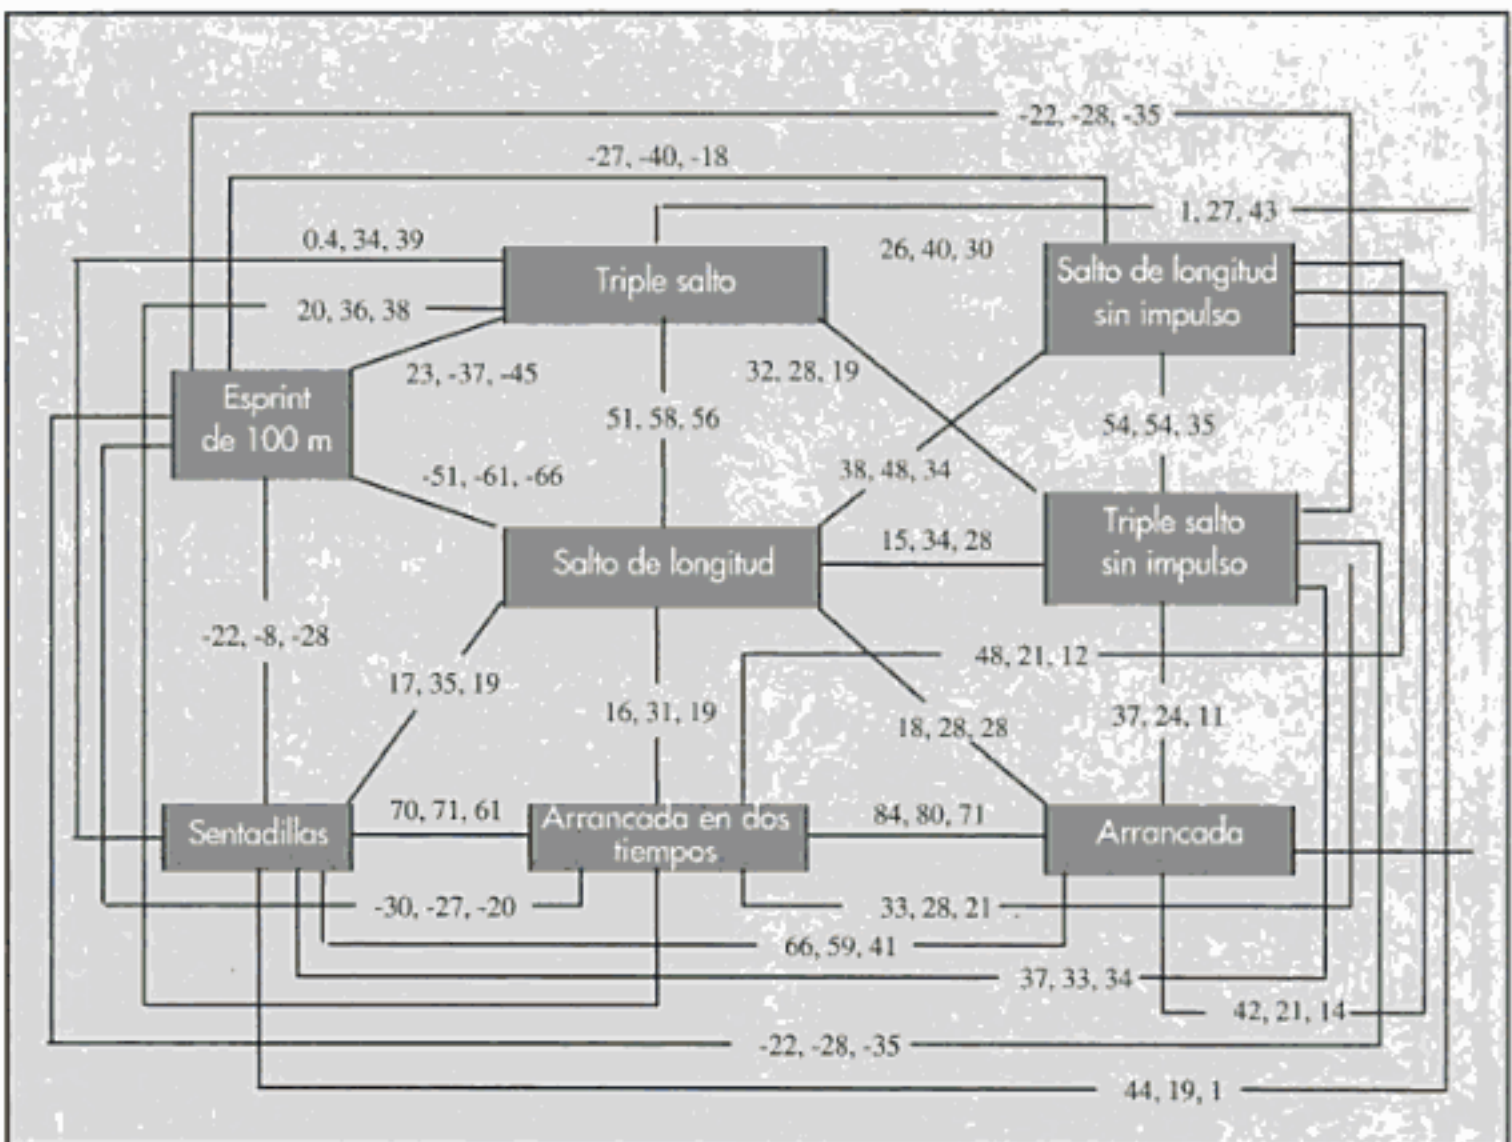 -22, -28, -35
-27, -40, -18
1, 27, 43
0.4, 34, 39
26, 40, 30
Triple salto
Salto de longitud
sin impulso
20, 36, 38
23, -37, -45
32, 28, 19
Esprint
de 100 m
51, 58, 56
54, 54, 35
-51, -61, -66
38, 48, 34
Triple salto
sin impulso
15, 34, 28
Salto de longitud
-22, -8, -28
48, 21, 12
17, 35, 19
16, 31, 19
18, 28, 28
37, 24, 11
70, 71, 61
84, 80, 71
Sentadillas
Arrancada en dos
tiempos
Arrancada
-30, -27, -20
33, 28, 21
66, 59, 41
37, 33, 34
42, 21, 14
-22, -28, -35
44, 19, 1